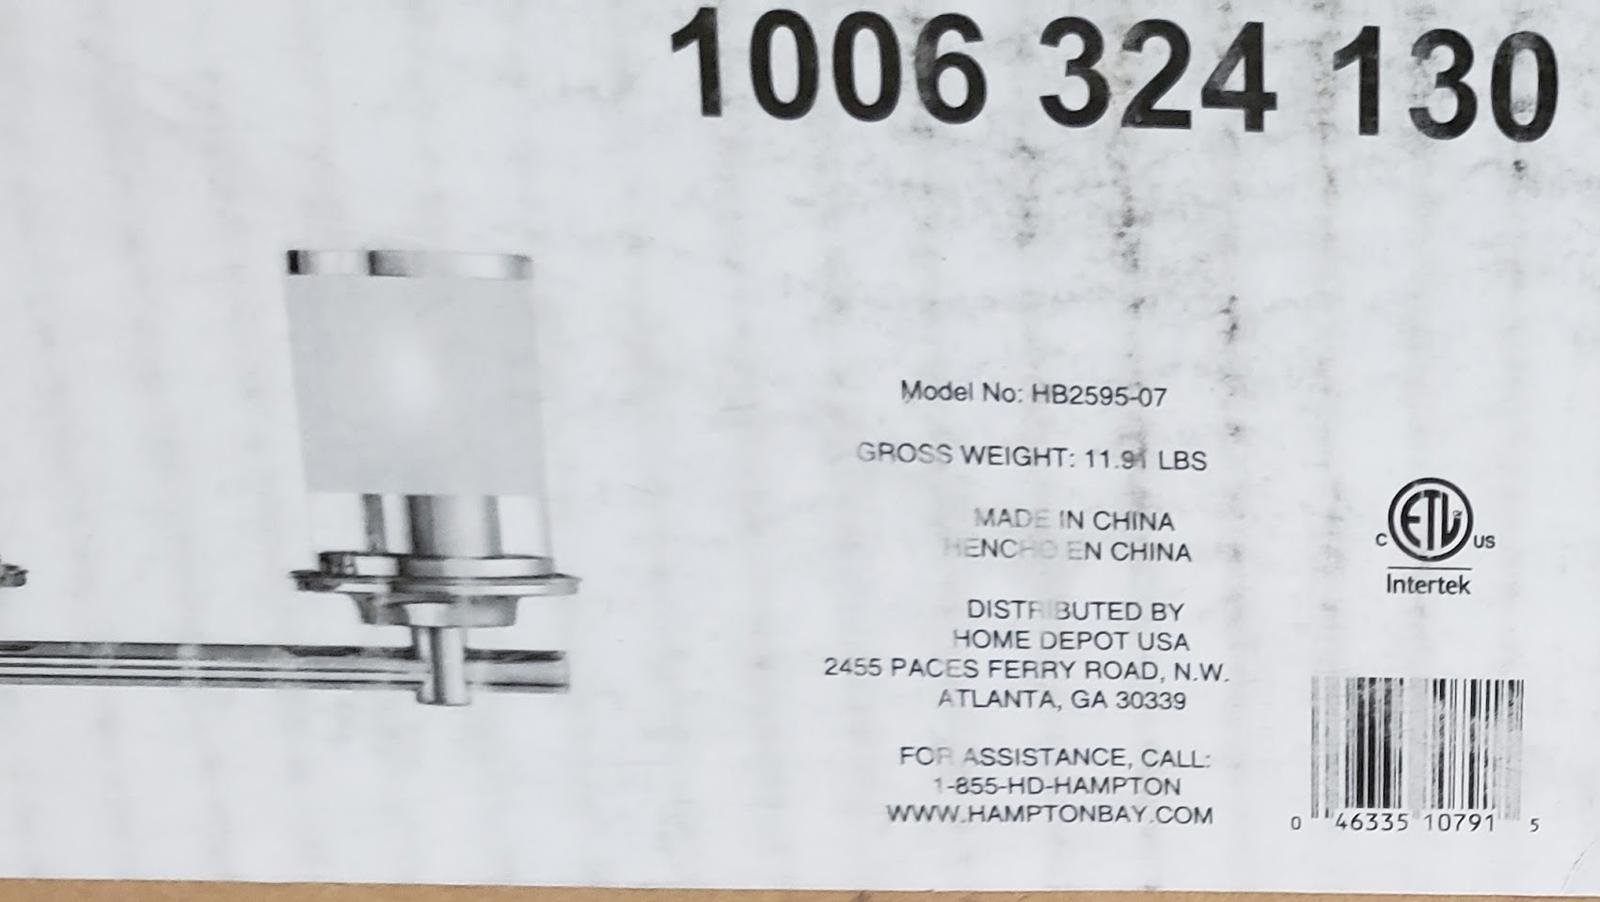 1006 324 130
Model No: HB2595-07
GROSS WEIGHT: 11.91 LBS
MADE IN CHINA
HENCHO EN CHINA
DISTRIBUTED BY
HOME DEPOT USA
2455 PACES FERRY ROAD, N.W.
ATLANTA, GA 30339
FOR ASSISTANCE, CALL:
1-855-HD-HAMPTON
WWW.HAMPTONBAY.COM
C ETL US
Intertek
0 46335 10791 5